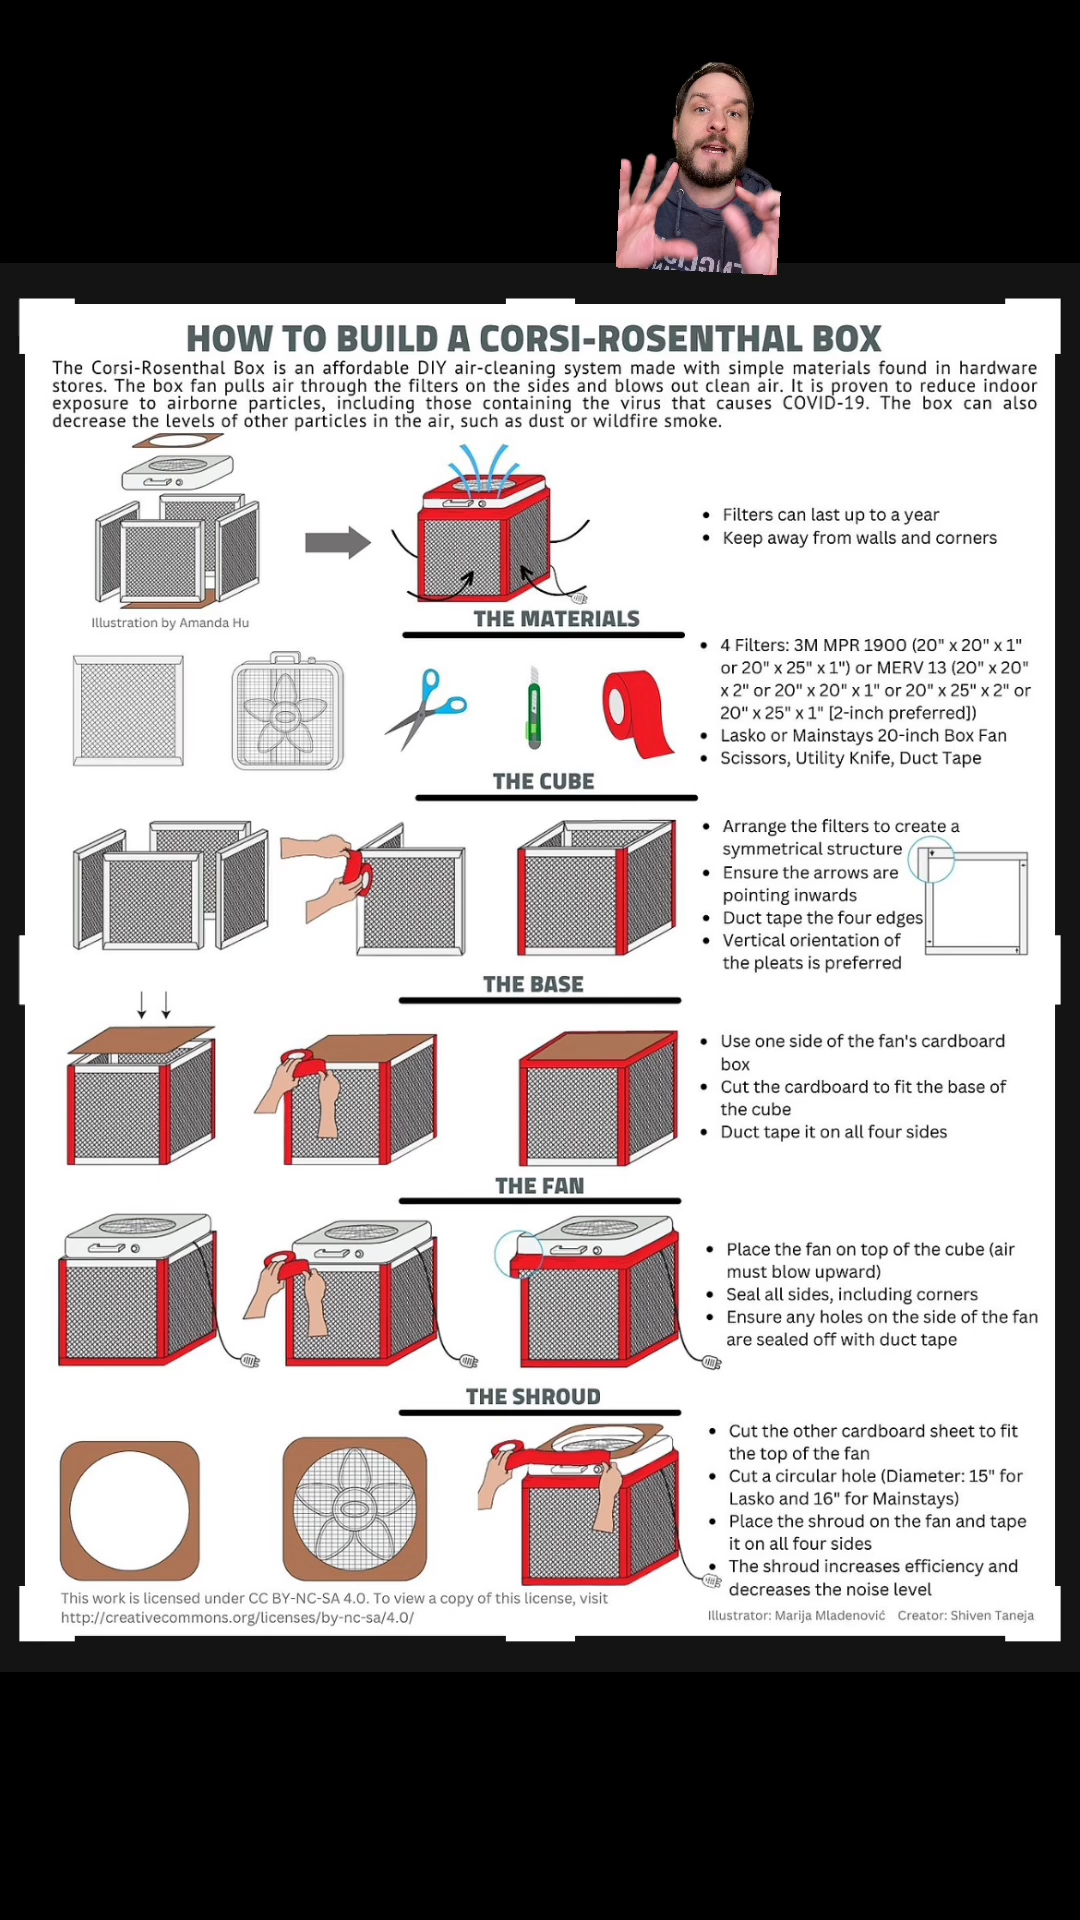 HOW TO BUILD A CORSI-ROSENTHAL BOX
The Corsi-Rosenthal Box is an affordable DIY air-cleaning system made with simple materials found in hardware
stores. The box fan pulls air through the filters on the sides and blows out clean air. It is proven to reduce indoor
exposure to airborne particles, including those containing the virus that causes COVID-19. The box can also
decrease the levels of other particles in the air, such as dust or wildfire smoke.
• Filters can last up to a year
• Keep away from walls and corners
Illustration by Amanda Hu
THE MATERIALS
• 4 Filters: 3M MPR 1900 (20" x 20" x 1"
or 20" x 25" x 1") or MERV 13 (20" x 20"
x 2" or 20" x 20" x 1" or 20" x 25" x 2" or
20" x 25" x 1" [2-inch preferred])
• Lasko or Mainstays 20-inch Box Fan
• Scissors, Utility Knife, Duct Tape
THE CUBE
• Arrange the filters to create a
symmetrical structure
• Ensure the arrows are
pointing inwards
• Duct tape the four edges
• Vertical orientation of
the pleats is preferred
THE BASE
• Use one side of the fan's cardboard
box
• Cut the cardboard to fit the base of
the cube
• Duct tape it on all four sides
THE FAN
• Place the fan on top of the cube (air
must blow upward)
• Seal all sides, including corners
• Ensure any holes on the side of the fan
are sealed off with duct tape
THE SHROUD
• Cut the other cardboard sheet to fit
the top of the fan
• Cut a circular hole (Diameter: 15" for
Lasko and 16" for Mainstays)
• Place the shroud on the fan and tape
it on all four sides
• The shroud increases efficiency and
decreases the noise level
This work is licensed under CC BY-NC-SA 4.0. To view a copy of this license, visit
http://creativecommons.org/licenses/by-nc-sa/4.0/
Illustrator: Marija Mladenović Creator: Shiven Taneja